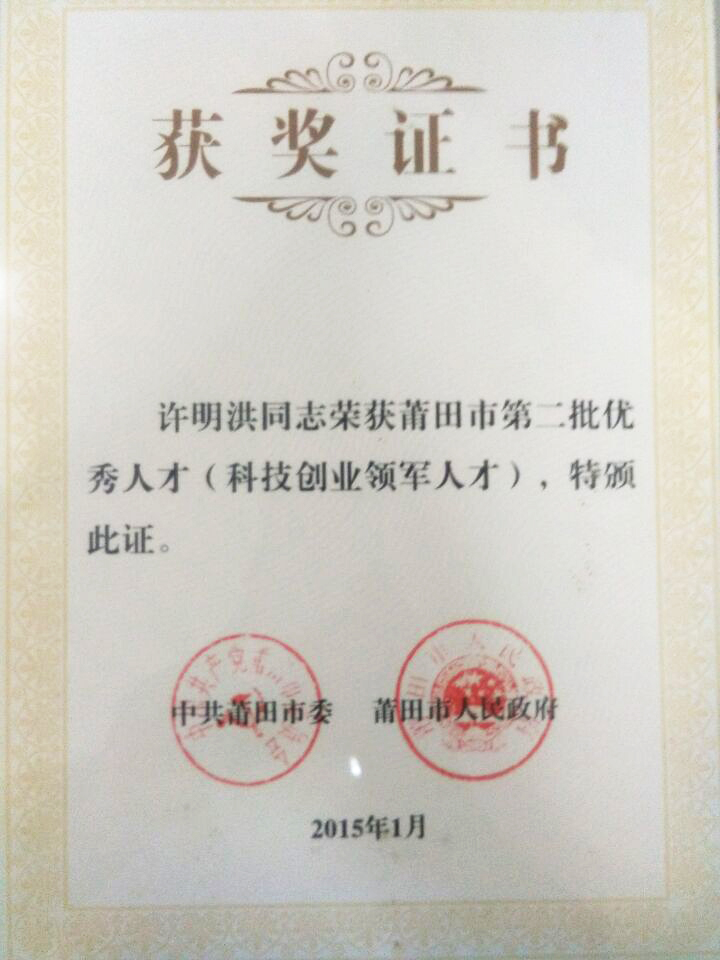 获奖证书
许明洪同志荣获莆田市第二批优
秀人才（科技创业领军人才），特颁
此证。
中共莆田市委 莆田市人民政府
2015年1月